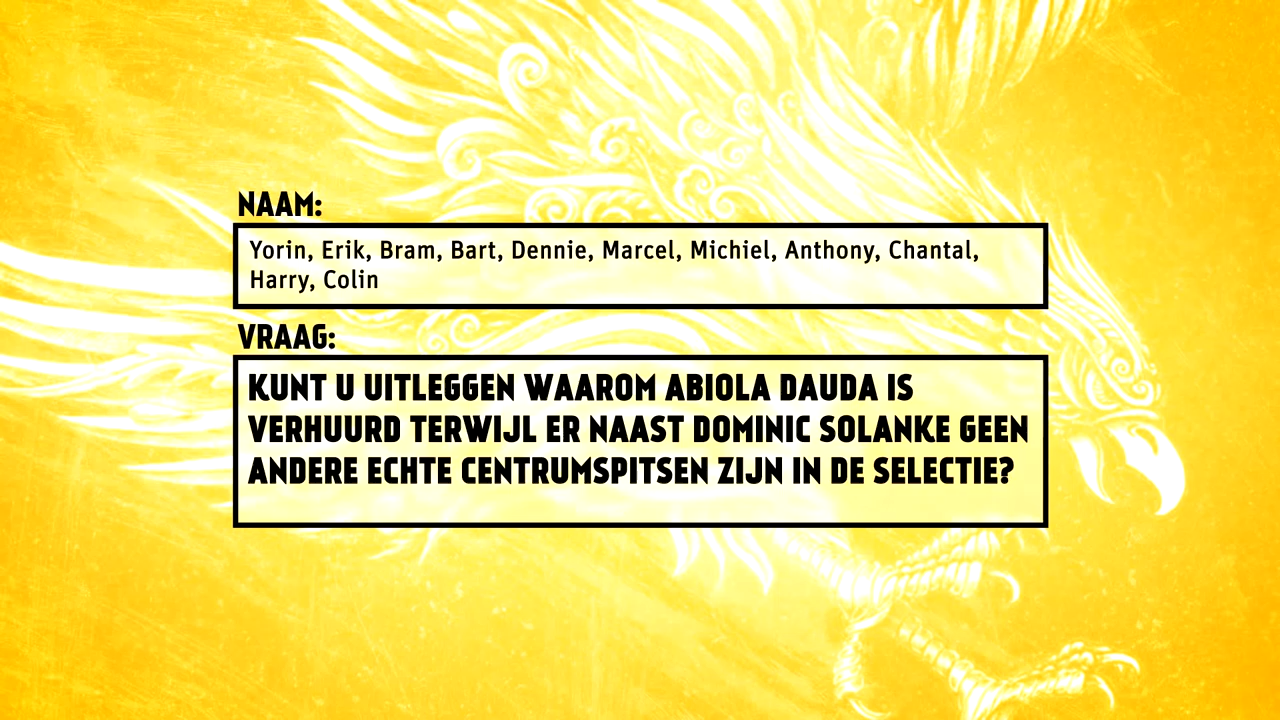 NAAM:
Yorin, Erik, Bram, Bart, Dennie, Marcel, Michiel, Anthony, Chantal,
Harry, Colin
VRAAG:
KUNT U UITLEGGEN WAAROM ABIOLA DAUDA IS
VERHUURD TERWIJL ER NAAST DOMINIC SOLANKE GEEN
ANDERE ECHTE CENTRUMSPITSEN ZIJN IN DE SELECTIE?